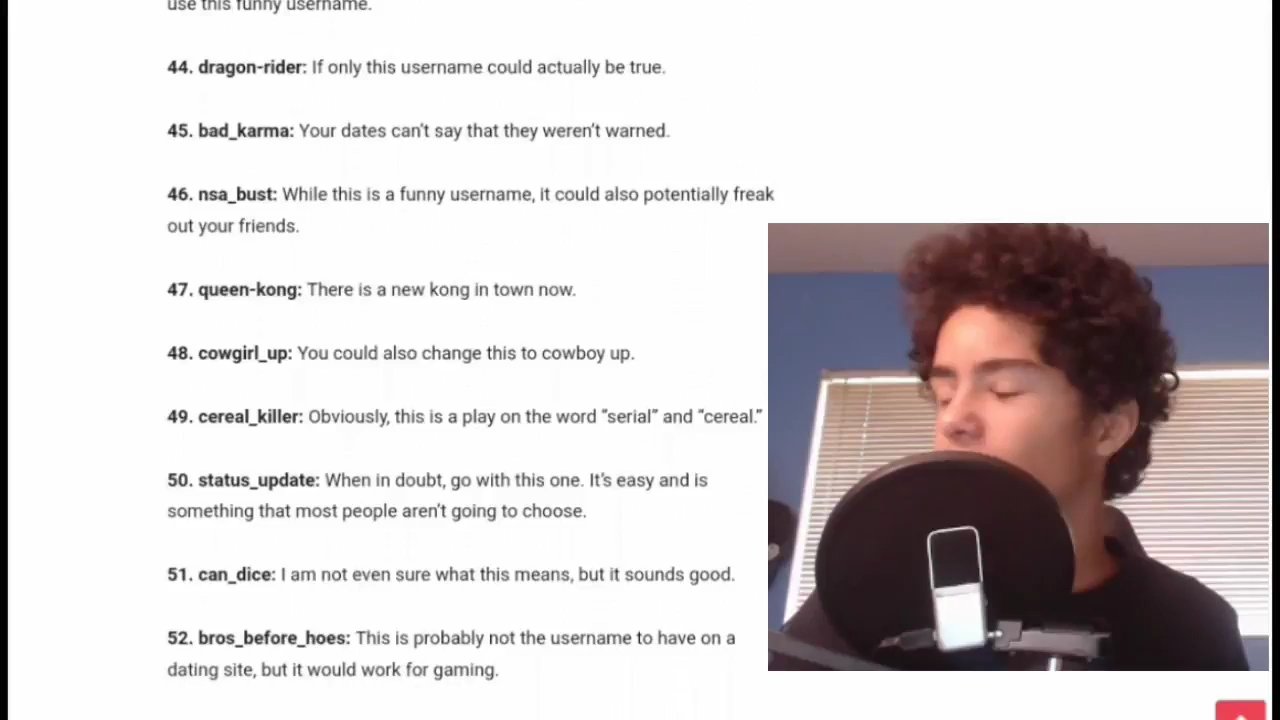 use this funny username.
44. dragon-rider: If only this username could actually be true.
45. bad_karma: Your dates can't say that they weren't warned.
46. nsa_bust: While this is a funny username, it could also potentially freak
out your friends.
47. queen-kong: There is a new kong in town now.
48. cowgirl_up: You could also change this to cowboy up.
49. cereal_killer: Obviously, this is a play on the word “serial” and “cereal.”
50. status_update: When in doubt, go with this one. It's easy and is
something that most people aren't going to choose.
51. can_dice: I am not even sure what this means, but it sounds good.
52. bros_before_hoes: This is probably not the username to have on a
dating site, but it would work for gaming.